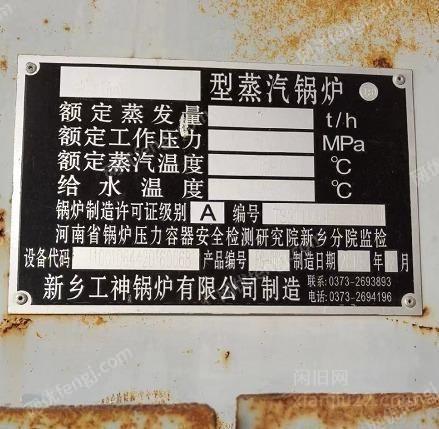 型蒸汽锅炉
额定蒸发量 t/h
额定工作压力 MPa
额定蒸汽温度 ℃
给水温度 ℃
锅炉制造许可证级别 A 编号
河南省锅炉压力容器安全检测研究院新乡分院监检
设备代码 产品编号 制造日期 年 月
联系:0373-2693893
新乡工神锅炉有限公司制造 电话:0373-2694196
闲旧网